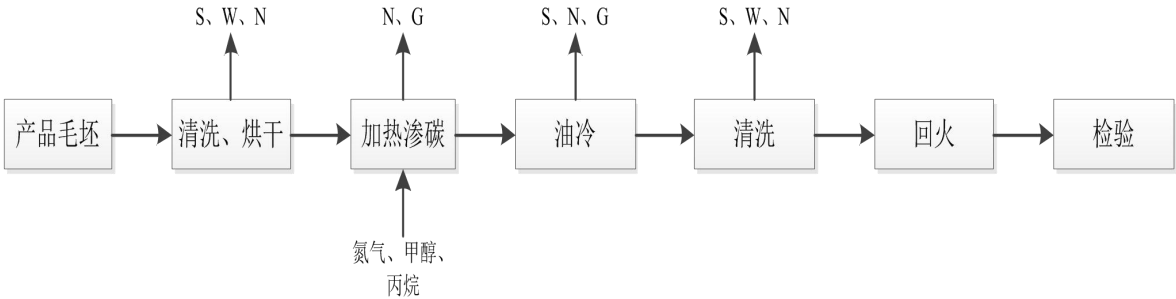 S、W、N
N、G
S、N、G
S、W、N
产品毛坯
清洗、烘干
加热渗碳
油冷
清洗
回火
检验
氮气、甲醇、
丙烷